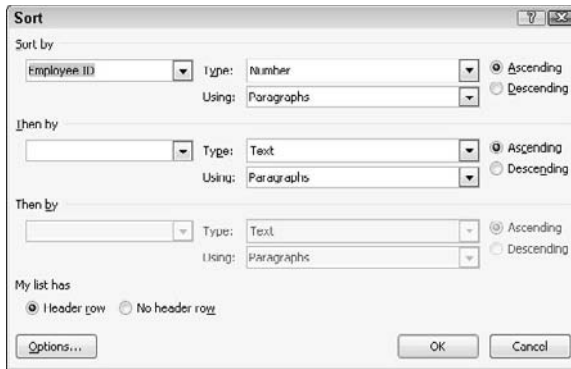 Sort ?
Sort by
Employee ID Type: Number Ascending
Using: Paragraphs Descending
Then by
Type: Text Ascending
Using: Paragraphs Descending
Then by
Type: Text Ascending
Using: Paragraphs Descending
My list has
Header row No header row
Options... OK Cancel